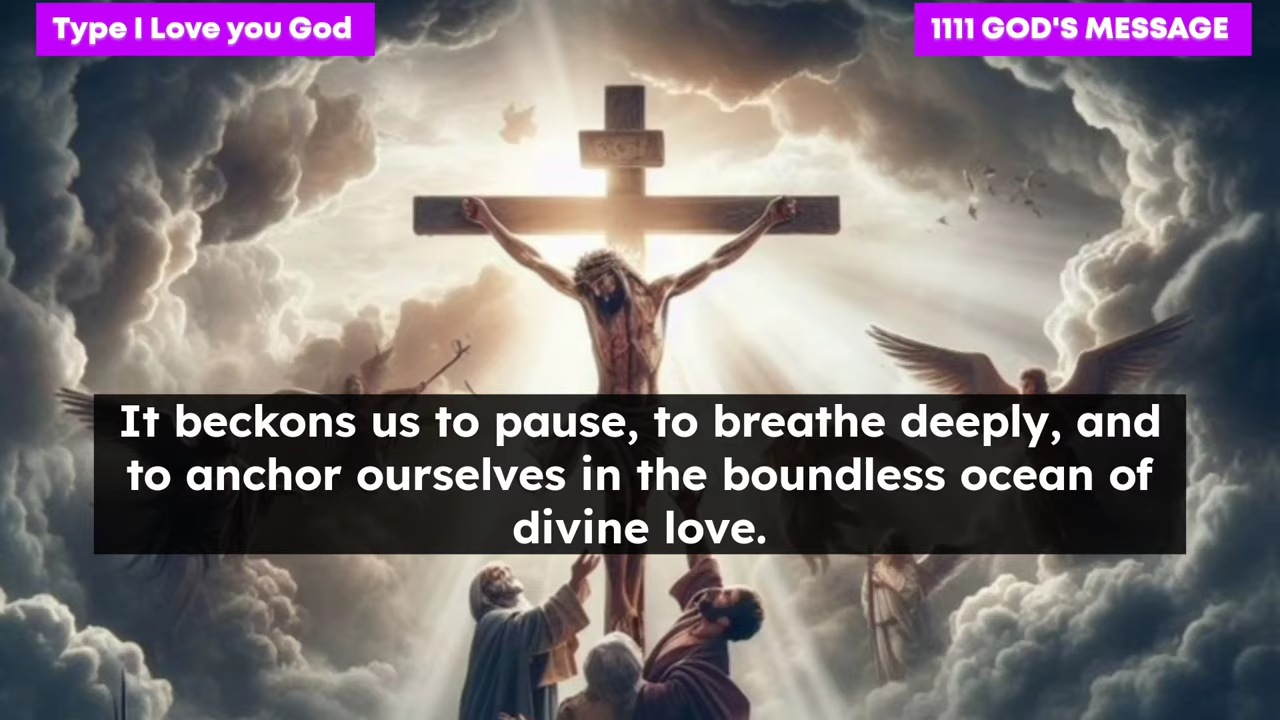 Type I Love you God
1111 GOD'S MESSAGE
It beckons us to pause, to breathe deeply, and
to anchor ourselves in the boundless ocean of
divine love.